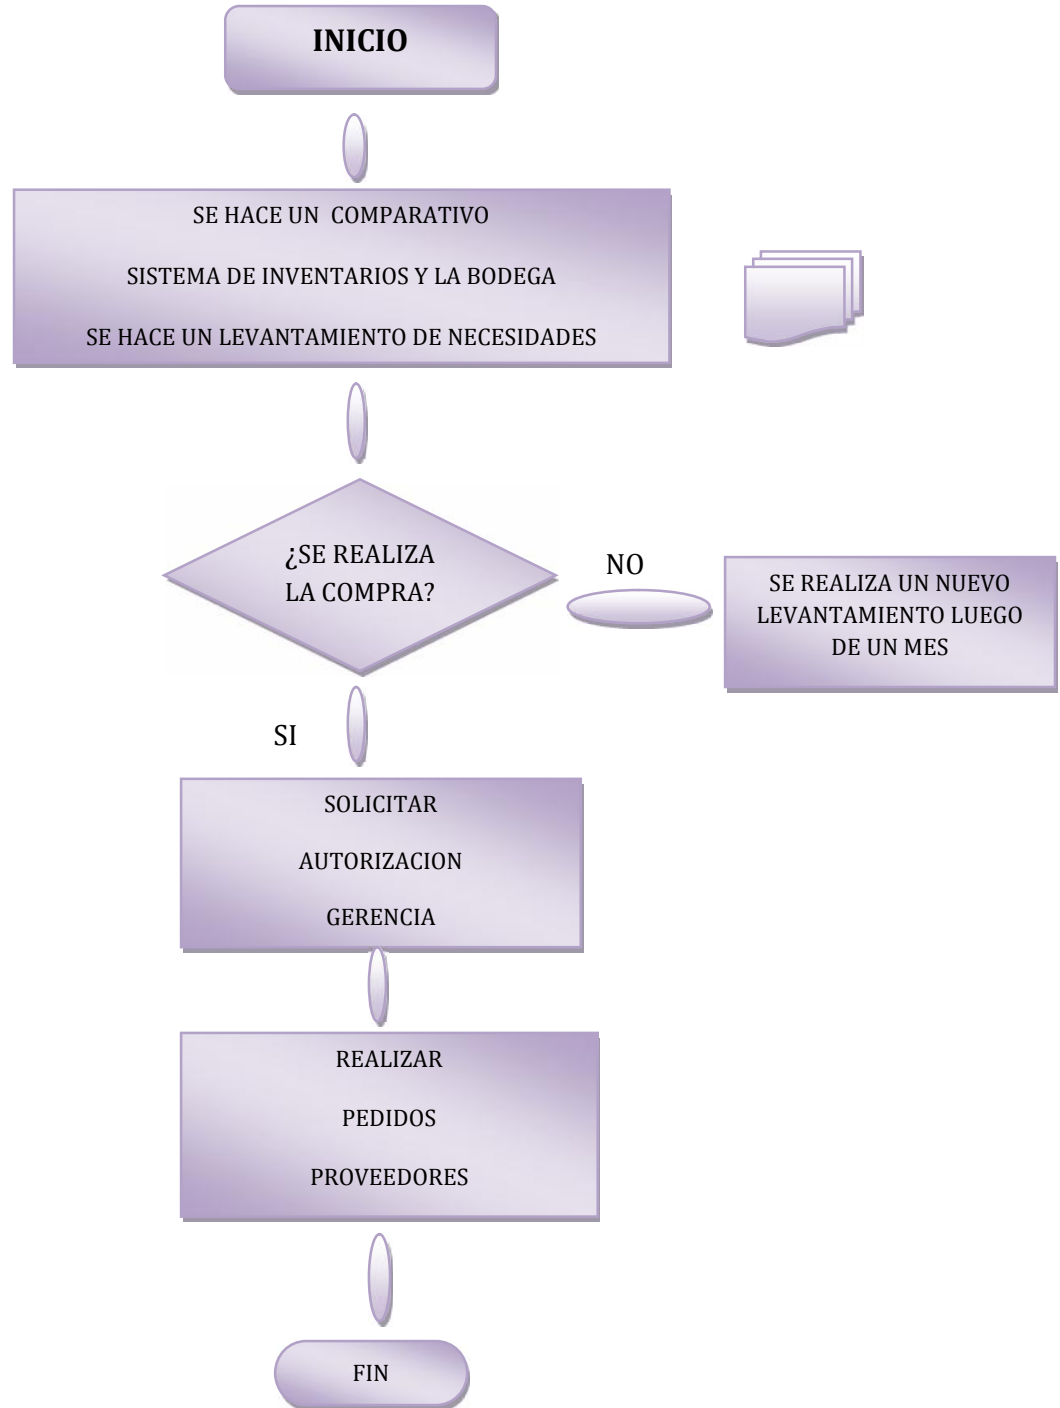 INICIO
SE HACE UN COMPARATIVO
SISTEMA DE INVENTARIOS Y LA BODEGA
SE HACE UN LEVANTAMIENTO DE NECESIDADES
¿SE REALIZA
LA COMPRA?
NO
SE REALIZA UN NUEVO
LEVANTAMIENTO LUEGO
DE UN MES
SI
SOLICITAR
AUTORIZACION
GERENCIA
REALIZAR
PEDIDOS
PROVEEDORES
FIN